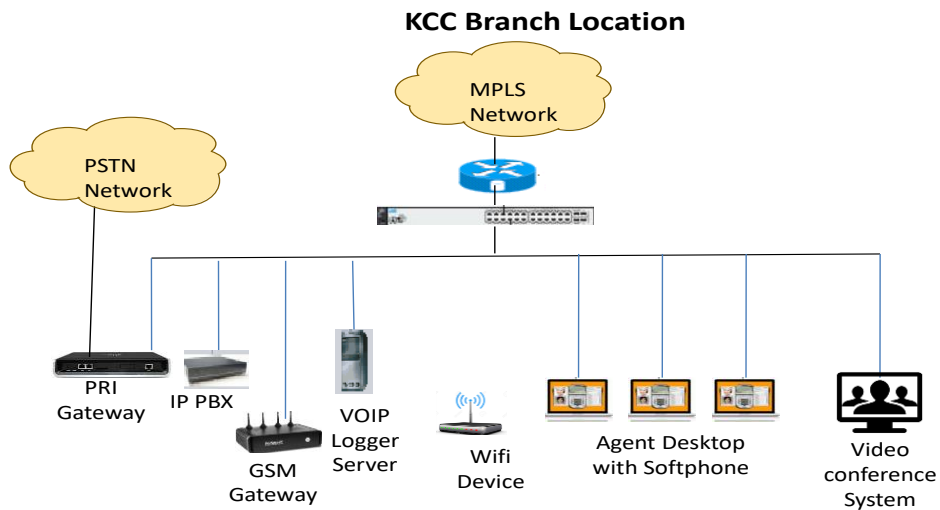 KCC Branch Location
MPLS
Network
PSTN
Network
PRI
Gateway
IP PBX
GSM
Gateway
VOIP
Logger
Server
Wifi
Device
Agent Desktop
with Softphone
Video
conference
System